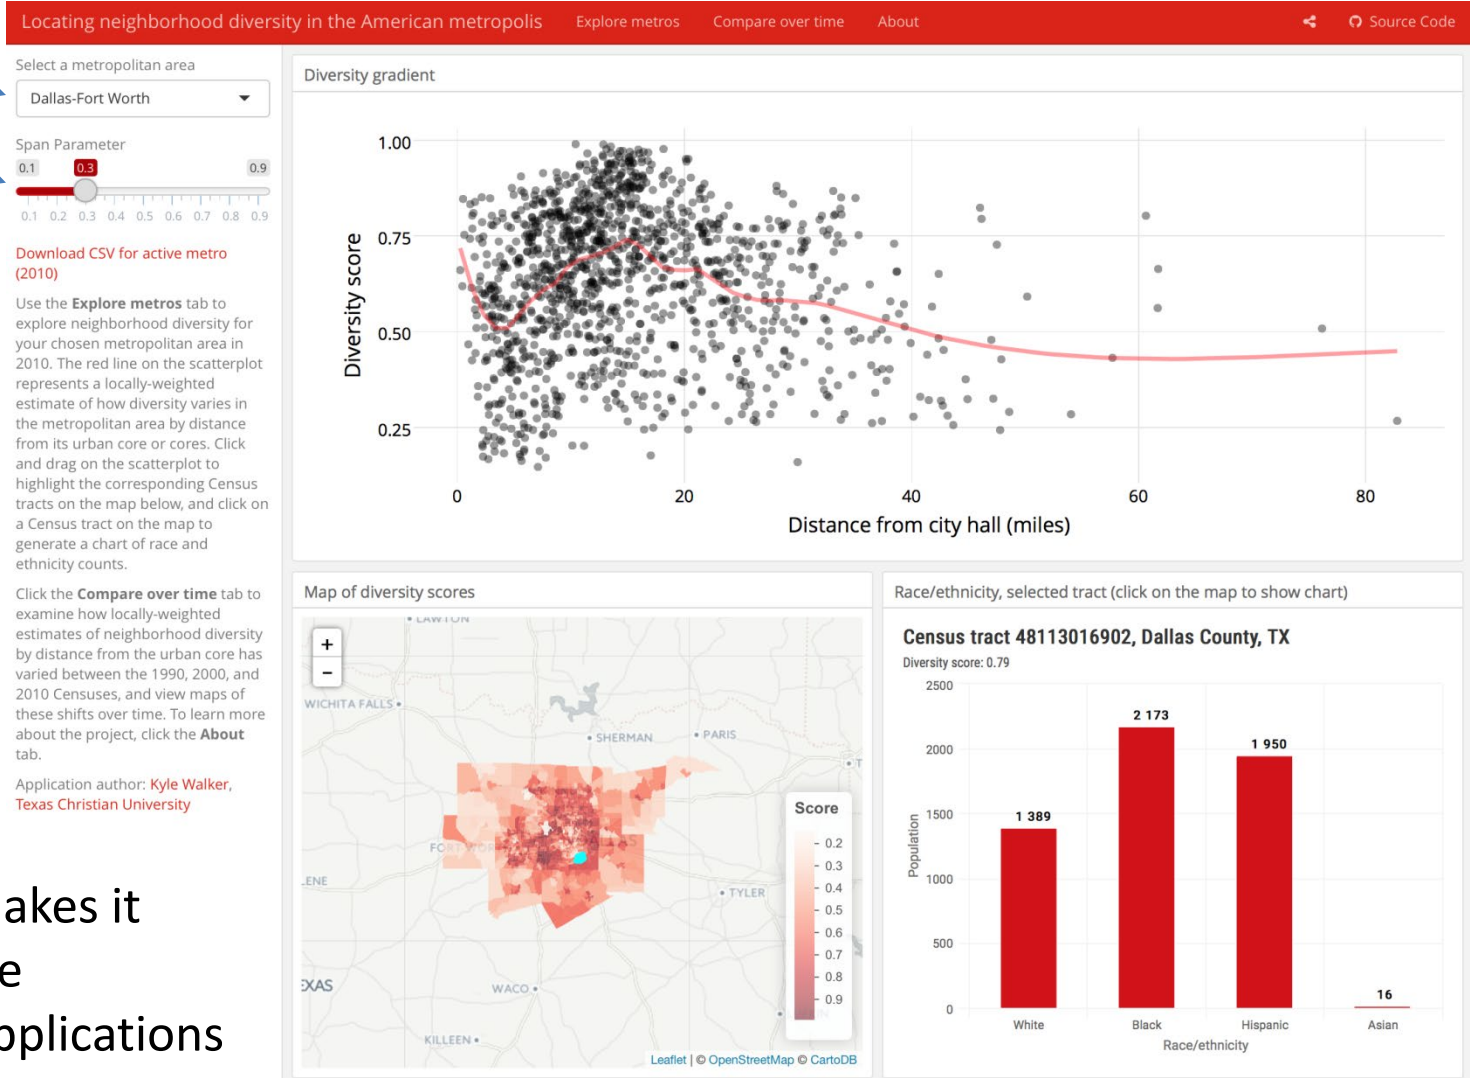 Locating neighborhood diversity in the American metropolis Explore metros Compare over time About Source Code
Select a metropolitan area
Dallas-Fort Worth
Span Parameter
0.1 0.3 0.9
0.1 0.2 0.3 0.4 0.5 0.6 0.7 0.8 0.9
Download CSV for active metro
(2010)
Use the Explore metros tab to
explore neighborhood diversity for
your chosen metropolitan area in
2010. The red line on the scatterplot
represents a locally-weighted
estimate of how diversity varies in
the metropolitan area by distance
from its urban core or cores. Click
and drag on the scatterplot to
highlight the corresponding Census
tracts on the map below, and click on
a Census tract on the map to
generate a chart of race and
ethnicity counts.
Click the Compare over time tab to
examine how locally-weighted
estimates of neighborhood diversity
by distance from the urban core has
varied between the 1990, 2000, and
2010 Censuses, and view maps of
these shifts over time. To learn more
about the project, click the About
tab.
Application author: Kyle Walker,
Texas Christian University
akes it
e
pplications
Diversity gradient
Diversity score
1.00
0.75
0.50
0.25
0 20 40 60 80
Distance from city hall (miles)
Map of diversity scores
+
−
LAWTON
WICHITA FALLS
SHERMAN
PARIS
FORT WOR
AS
LENE
TYLER
EXAS
WACO
KILLEEN
Score
0.2
0.3
0.4
0.5
0.6
0.7
0.8
0.9
Leaflet | © OpenStreetMap © CartoDB
Race/ethnicity, selected tract (click on the map to show chart)
Census tract 48113016902, Dallas County, TX
Diversity score: 0.79
Population
2500
2000
1500
1000
500
0
1 389
2 173
1 950
16
White Black Hispanic Asian
Race/ethnicity